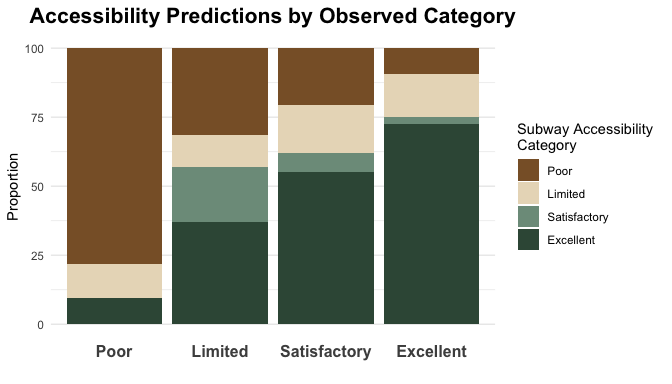 Accessibility Predictions by Observed Category
100
75
50
25
0
Proportion
Poor
Limited
Satisfactory
Excellent
Subway Accessibility
Category
Poor
Limited
Satisfactory
Excellent